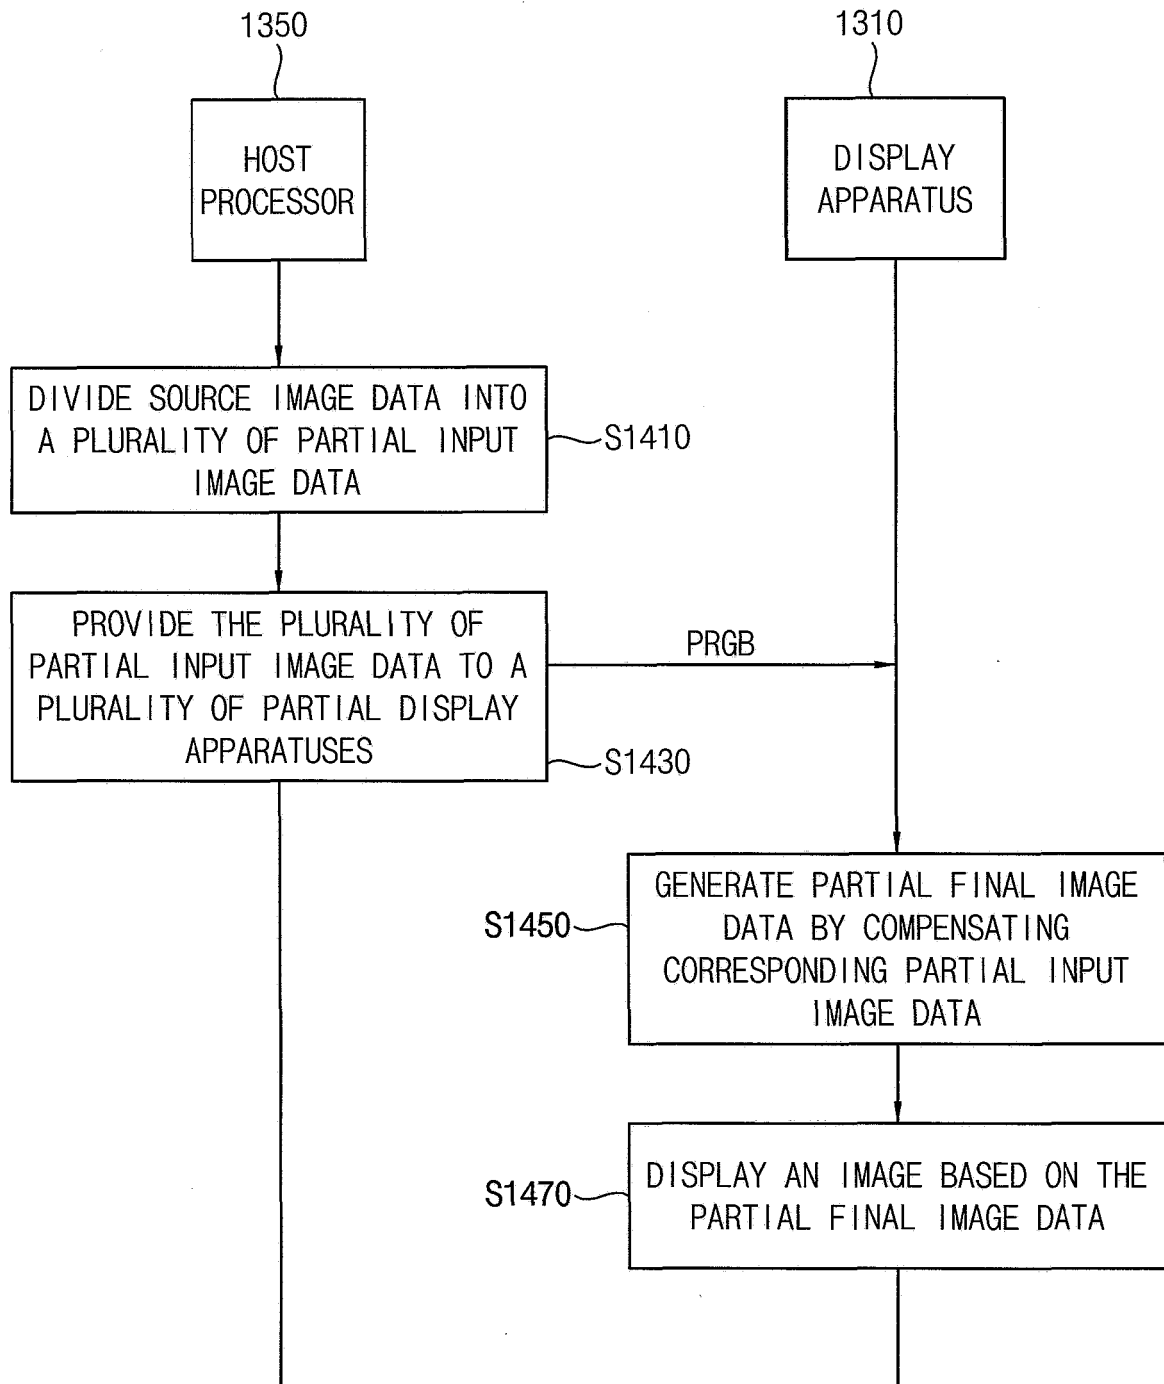 1350
1310
HOST
PROCESSOR
DISPLAY
APPARATUS
DIVIDE SOURCE IMAGE DATA INTO
A PLURALITY OF PARTIAL INPUT
IMAGE DATA
S1410
PROVIDE THE PLURALITY OF
PARTIAL INPUT IMAGE DATA TO A
PLURALITY OF PARTIAL DISPLAY
APPARATUSES
S1430
PRGB
GENERATE PARTIAL FINAL IMAGE
DATA BY COMPENSATING
CORRESPONDING PARTIAL INPUT
IMAGE DATA
S1450
DISPLAY AN IMAGE BASED ON THE
PARTIAL FINAL IMAGE DATA
S1470